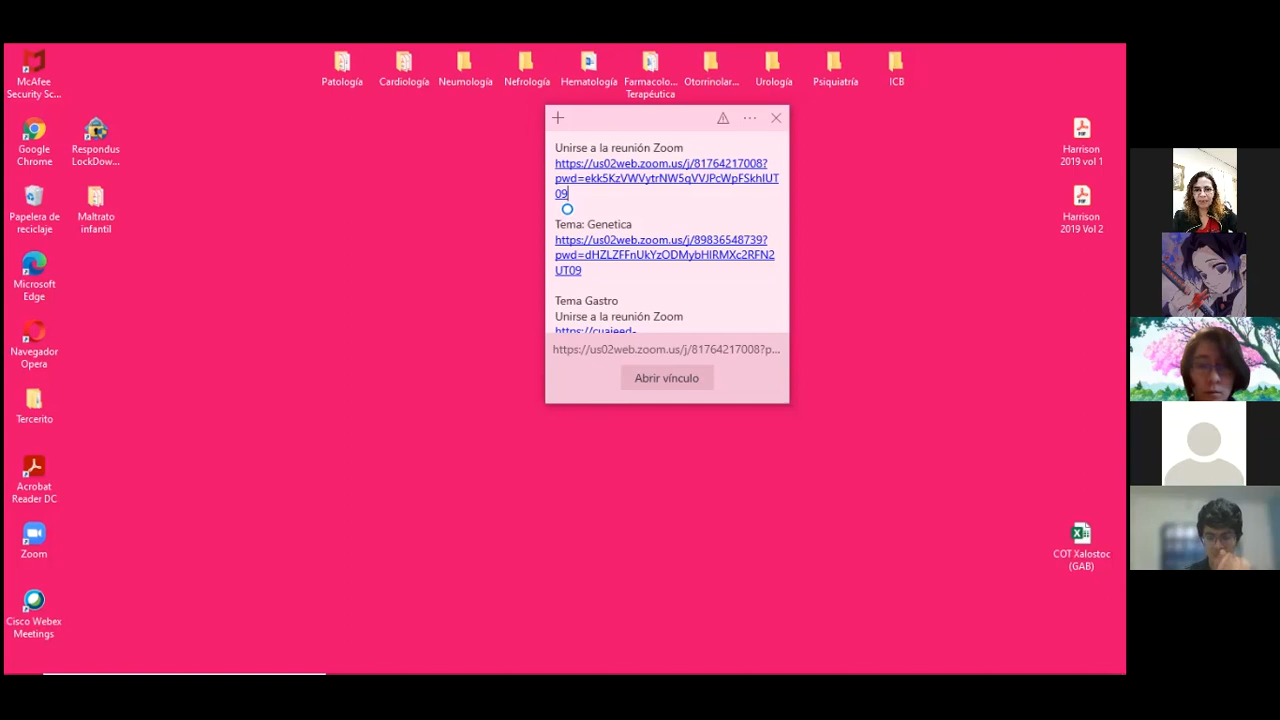 McAfee
Security Sc...
Google
Chrome
Respondus
LockDow...
Papelera de
reciclaje
Maltrato
infantil
Microsoft
Edge
Navegador
Opera
Tercerito
Acrobat
Reader DC
Zoom
Cisco Webex
Meetings
Patología
Cardiología
Neumología
Nefrología
Hematología
Farmacolo...
Terapéutica
Otorrinolar...
Urología
Psiquiatría
ICB
Unirse a la reunión Zoom
https://us02web.zoom.us/j/81764217008?
pwd=ekk5KzVWVytrNW5qVVJPcWpFSkhIUT
09
Tema: Genetica
https://us02web.zoom.us/j/89836548739?
pwd=dHZLZFFnUkYzODMybHlRMXc2RFN2
UT09
Tema Gastro
Unirse a la reunión Zoom
https://cuaieed-
https://us02web.zoom.us/j/81764217008?p...
Abrir vínculo
Harrison
2019 vol 1
Harrison
2019 Vol 2
COT Xalostoc
(GAB)